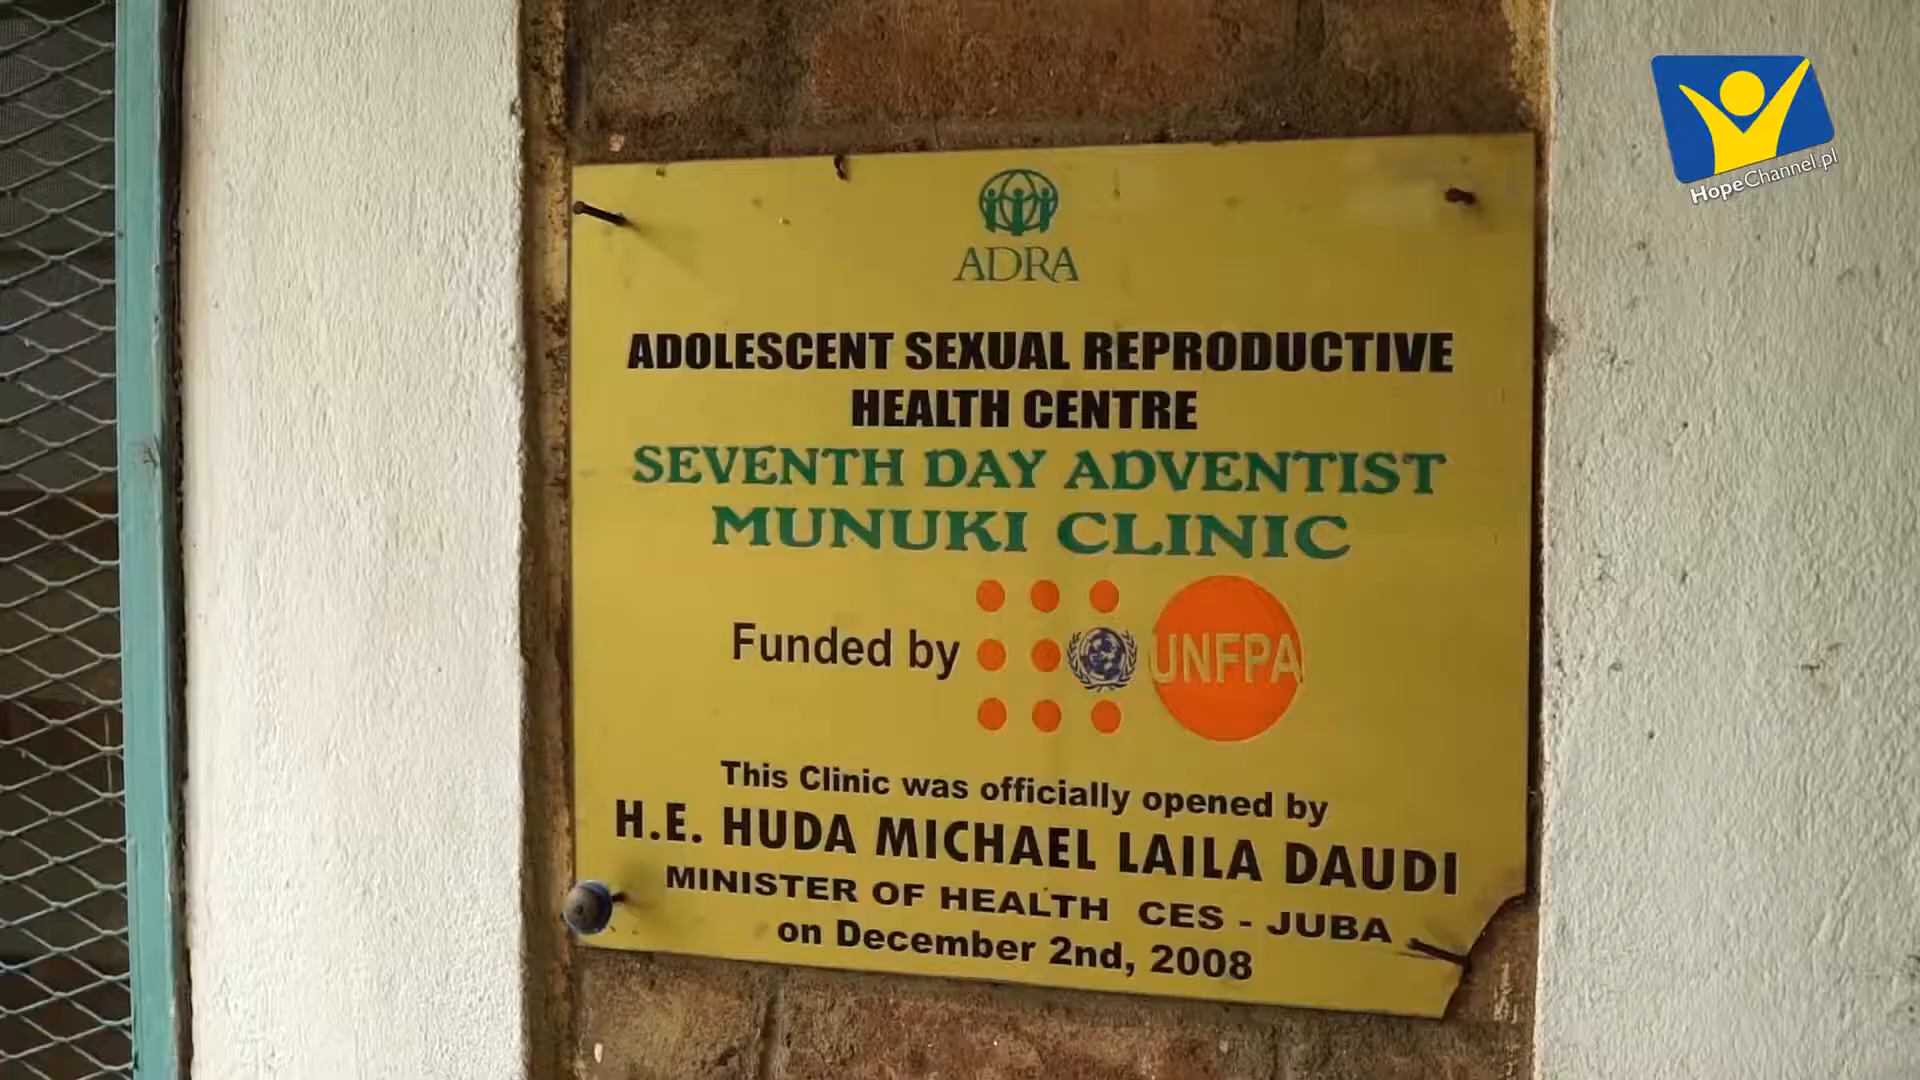 HopeChannel.pl
ADRA
ADOLESCENT SEXUAL REPRODUCTIVE
HEALTH CENTRE
SEVENTH DAY ADVENTIST
MUNUKI CLINIC
Funded by UNFPA
This Clinic was officially opened by
H.E. HUDA MICHAEL LAILA DAUDI
MINISTER OF HEALTH CES - JUBA
on December 2nd, 2008